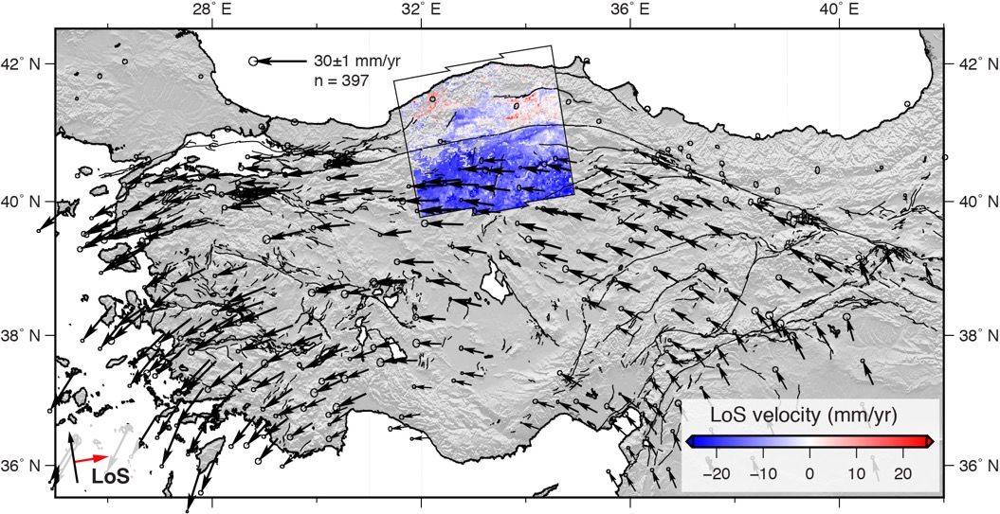 28° E
32° E
36° E
40° E
42° N
42° N
30±1 mm/yr
n = 397
40° N
40° N
38° N
38° N
LoS velocity (mm/yr)
−20 −10 0 10 20
36° N
36° N
LoS